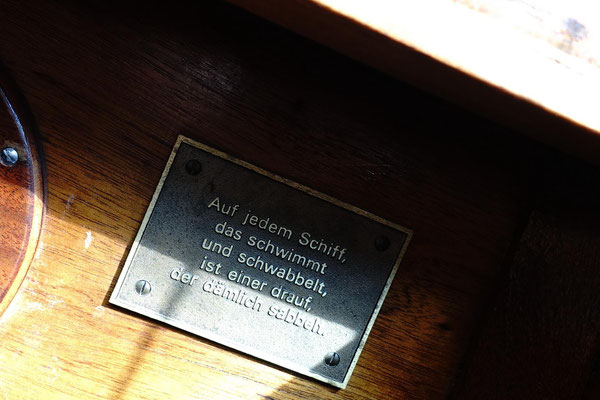 Auf jedem Schiff,
das schwimmt
und schwabbelt,
ist einer drauf,
der dämlich sabbelt.